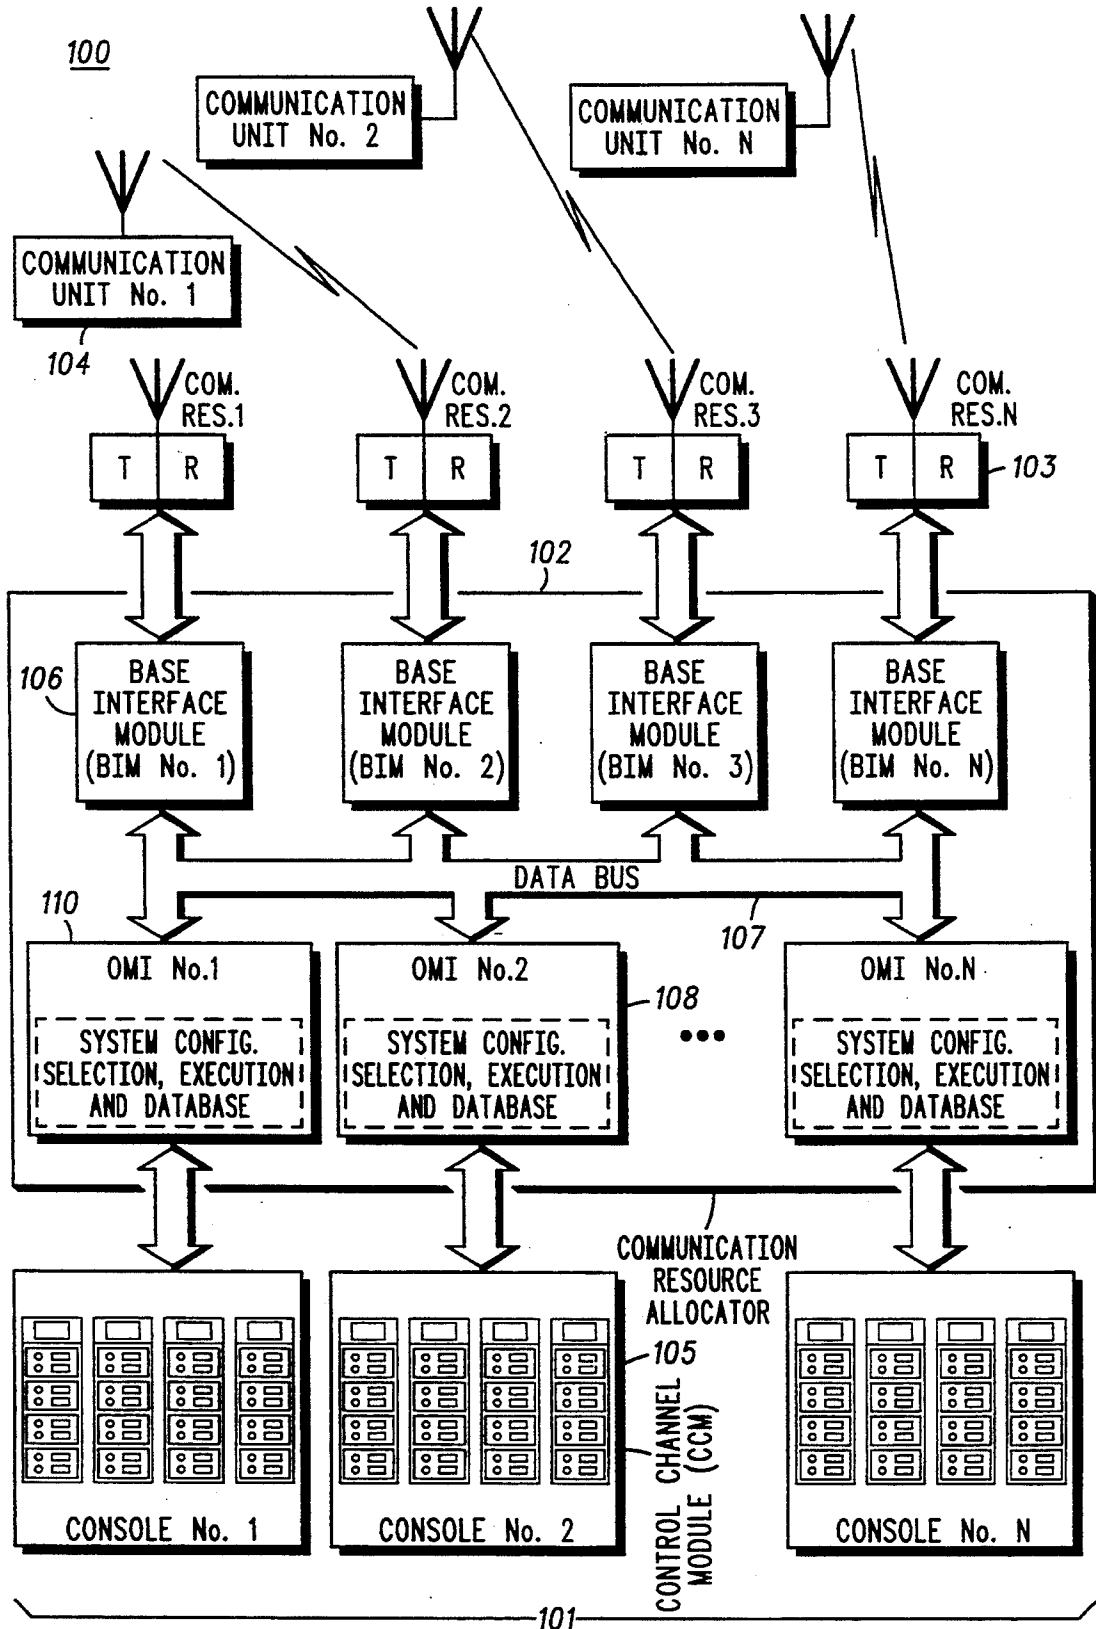 100
COMMUNICATION
UNIT No. 2
COMMUNICATION
UNIT No. N
COMMUNICATION
UNIT No. 1
104
COM.
RES.1
COM.
RES.2
COM.
RES.3
COM.
RES.N
T R
T R
T R
T R
103
102
106
BASE
INTERFACE
MODULE
(BIM No. 1)
BASE
INTERFACE
MODULE
(BIM No. 2)
BASE
INTERFACE
MODULE
(BIM No. 3)
BASE
INTERFACE
MODULE
(BIM No. N)
DATA BUS
107
110
OMI No.1
SYSTEM CONFIG.
SELECTION, EXECUTION
AND DATABASE
OMI No.2
SYSTEM CONFIG.
SELECTION, EXECUTION
AND DATABASE
108
•••
OMI No.N
SYSTEM CONFIG.
SELECTION, EXECUTION
AND DATABASE
COMMUNICATION
RESOURCE
ALLOCATOR
105
CONTROL CHANNEL
MODULE (CCM)
CONSOLE No. 1
CONSOLE No. 2
CONSOLE No. N
101